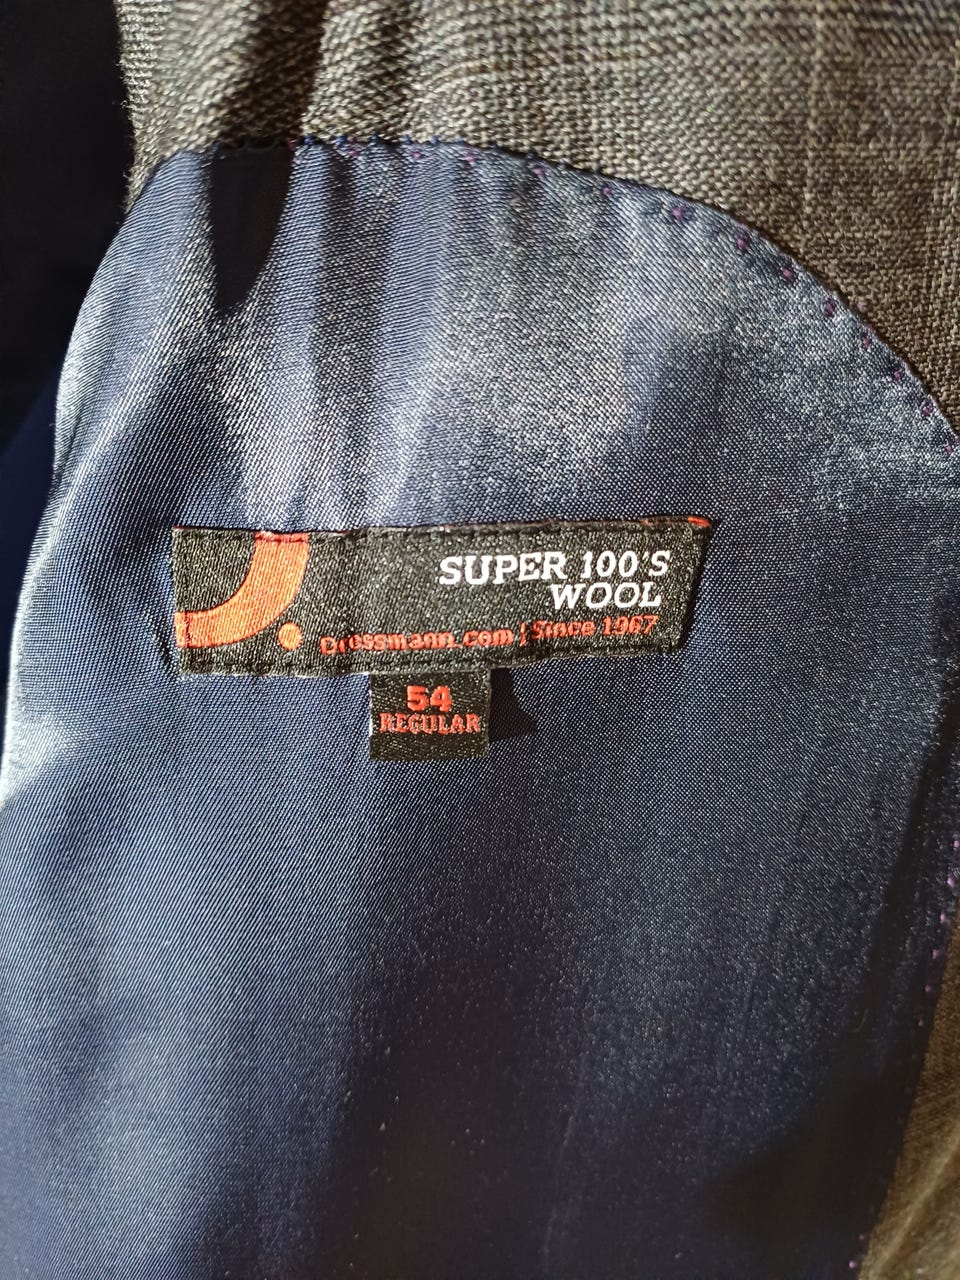 SUPER 100'S
WOOL
Dressmann.com | Since 1967
54
REGULAR